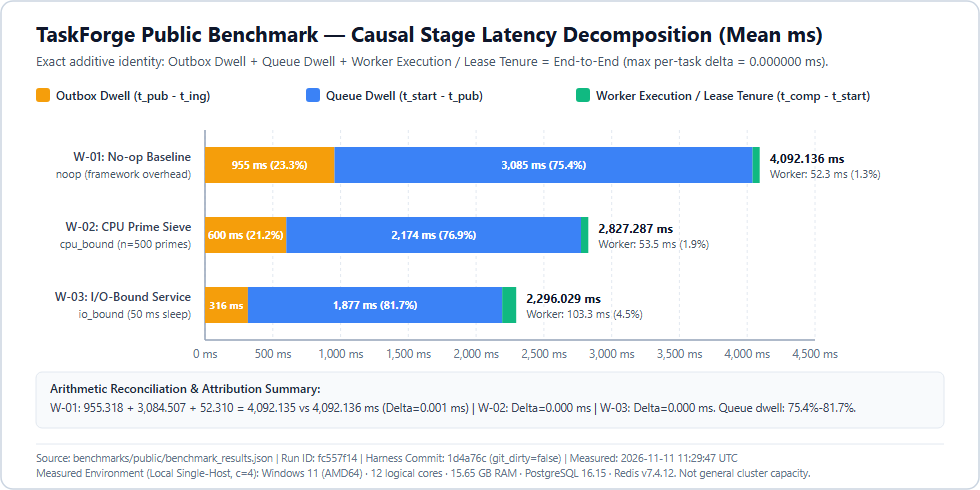 TaskForge Public Benchmark — Causal Stage Latency Decomposition (Mean ms)
Exact additive identity: Outbox Dwell + Queue Dwell + Worker Execution / Lease Tenure = End-to-End (max per-task delta = 0.000000 ms).
Outbox Dwell (t_pub - t_ing)
Queue Dwell (t_start - t_pub)
Worker Execution / Lease Tenure (t_comp - t_start)
W-01: No-op Baseline
noop (framework overhead)
955 ms (23.3%)
3,085 ms (75.4%)
4,092.136 ms
Worker: 52.3 ms (1.3%)
W-02: CPU Prime Sieve
cpu_bound (n=500 primes)
600 ms (21.2%)
2,174 ms (76.9%)
2,827.287 ms
Worker: 53.5 ms (1.9%)
W-03: I/O-Bound Service
io_bound (50 ms sleep)
316 ms
1,877 ms (81.7%)
2,296.029 ms
Worker: 103.3 ms (4.5%)
0 ms
500 ms
1,000 ms
1,500 ms
2,000 ms
2,500 ms
3,000 ms
3,500 ms
4,000 ms
4,500 ms
Arithmetic Reconciliation & Attribution Summary:
W-01: 955.318 + 3,084.507 + 52.310 = 4,092.135 vs 4,092.136 ms (Delta=0.001 ms) | W-02: Delta=0.000 ms | W-03: Delta=0.000 ms. Queue dwell: 75.4%-81.7%.
Source: benchmarks/public/benchmark_results.json | Run ID: fc557f14 | Harness Commit: 1d4a76c (git_dirty=false) | Measured: 2026-11-11 11:29:47 UTC
Measured Environment (Local Single-Host, c=4): Windows 11 (AMD64) · 12 logical cores · 15.65 GB RAM · PostgreSQL 16.15 · Redis v7.4.12. Not general cluster capacity.